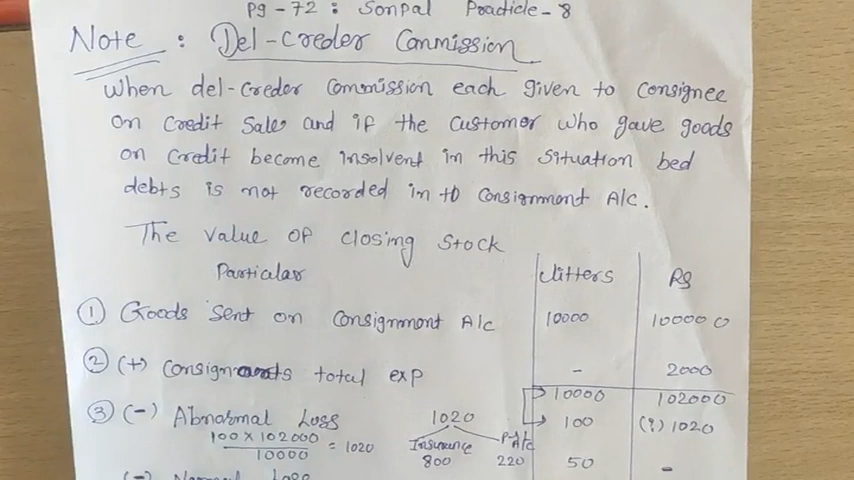 Pg - 72 : Sonpal Practicle - 8
Note : Del-Creder Commission
When del-creder commission each given to consignee
on credit sales and if the customer who gave goods
on credit become insolvent in this situation bed
debts is not recorded in to consignment A/c.
The value of closing stock
Particular Litters Rs
① Goods sent on consignment A/c 10000 100000
② (+) Consignments total exp - 2000
10000 102000
③ (-) Abnormal Loss 1020 100 (?) 1020
100 x 102000 / 10000 = 1020 Insurance 800 P-L A/c 220
50 -
(-) Normal Loss